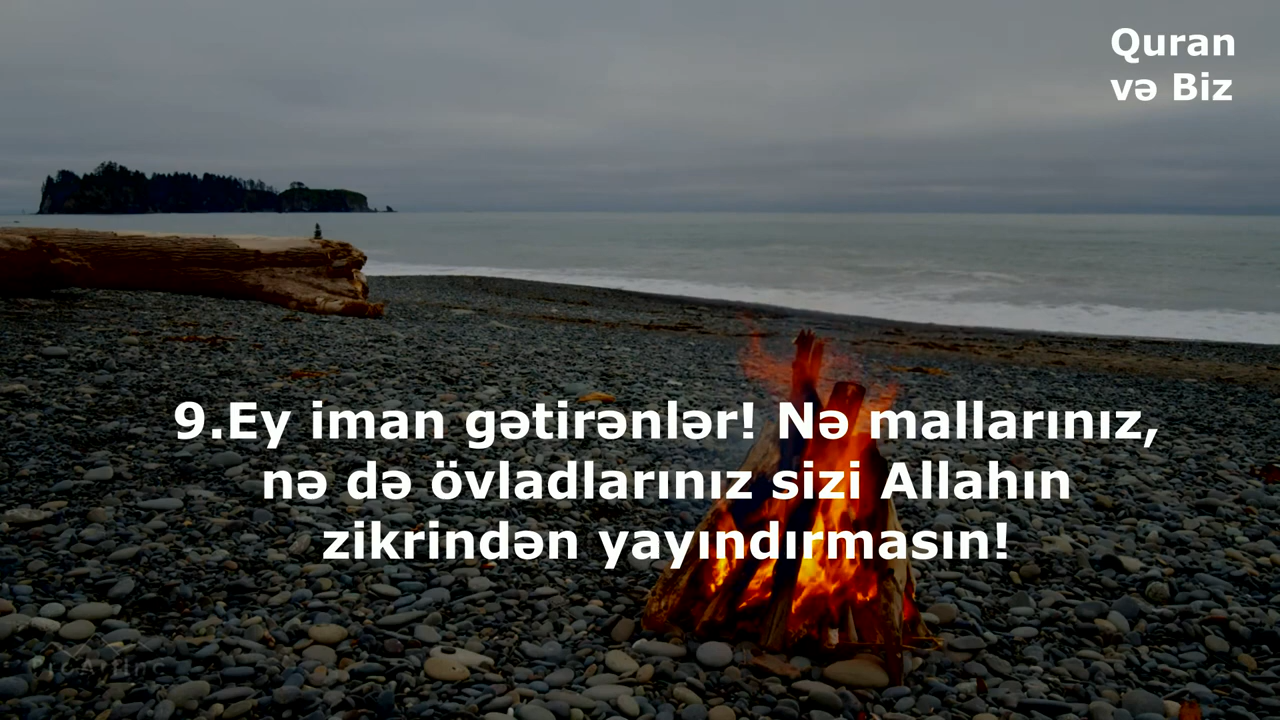 Quran
və Biz
9.Ey iman gətirənlər! Nə mallarınız,
nə də övladlarınız sizi Allahın
zikrindən yayındırmasın!